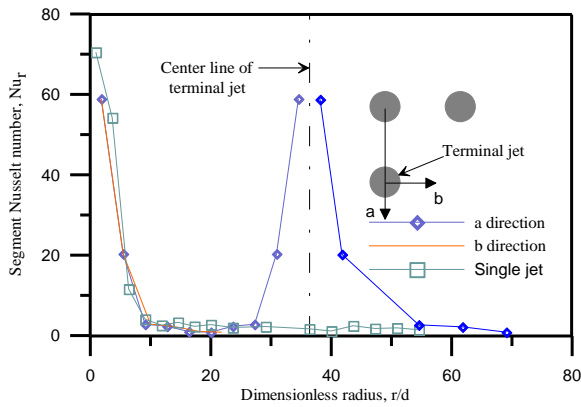 80
60
40
20
0
Segment Nusselt number, Nur
Center line of
terminal jet
Terminal jet
a
b
a direction
b direction
Single jet
0
20
40
60
80
Dimensionless radius, r/d